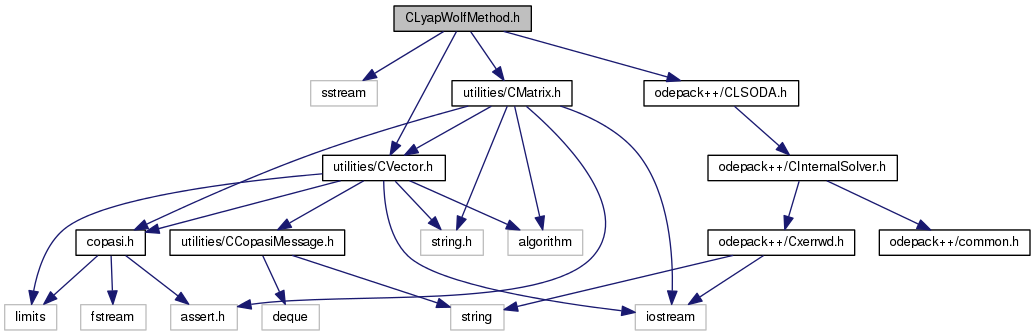 CLyapWolfMethod.h
sstream
utilities/CMatrix.h
odepack++/CLSODA.h
utilities/CVector.h
odepack++/CInternalSolver.h
copasi.h
utilities/CCopasiMessage.h
string.h
algorithm
odepack++/Cxerrwd.h
odepack++/common.h
limits
fstream
assert.h
deque
string
iostream